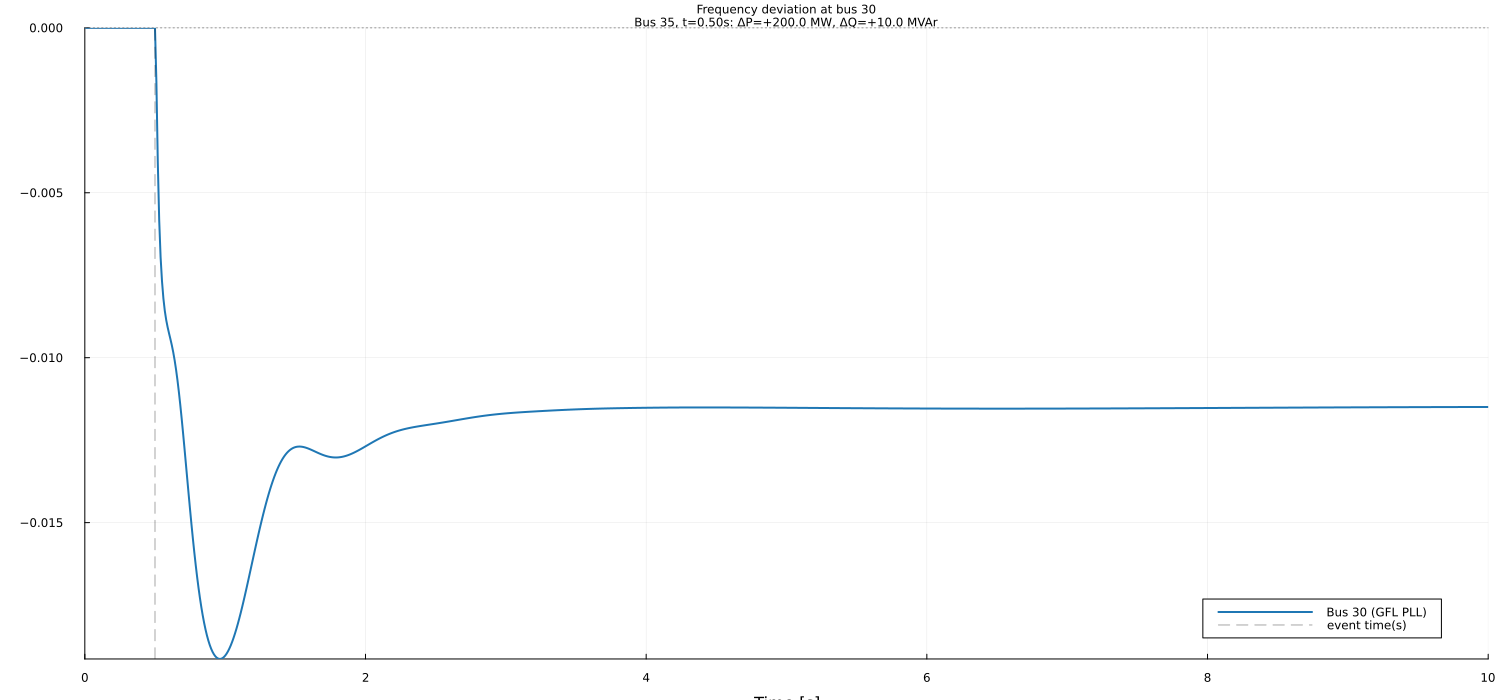 Frequency deviation at bus 30
Bus 35, t=0.50s: ΔP=+200.0 MW, ΔQ=+10.0 MVAr
0.000
−0.005
−0.010
−0.015
Bus 30 (GFL PLL)
event time(s)
0 2 4 6 8 10
Time [s]